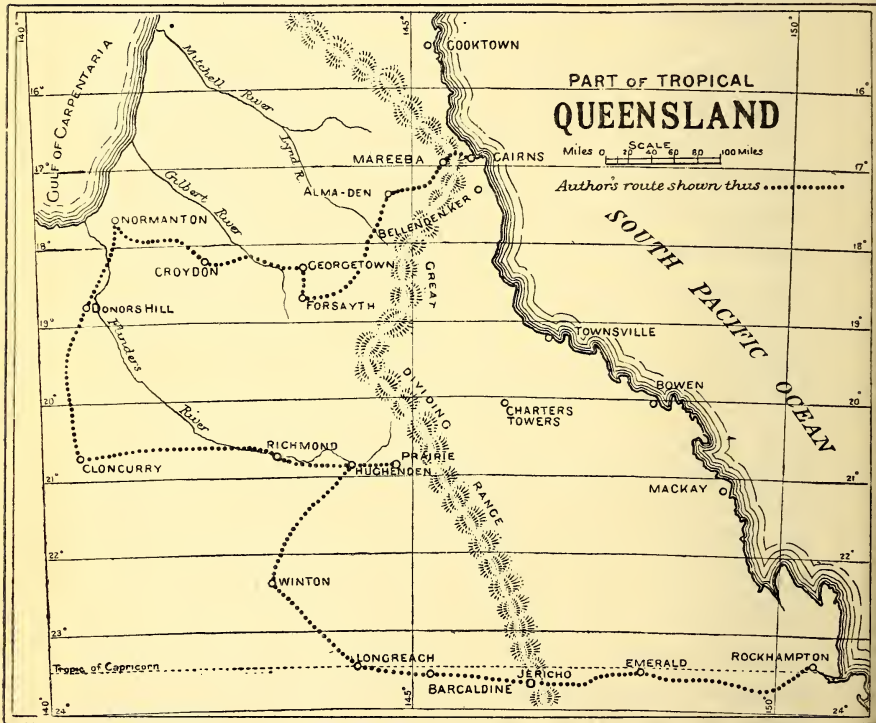 140°
145°
150°
COOKTOWN
GULF OF CARPENTARIA
Mitchell River
PART OF TROPICAL
QUEENSLAND
SCALE
Miles 0 20 40 60 80 100 Miles
Author's route shown thus
16°
Lynd R.
MAREEBA
CAIRNS
17°
17°
Gilbert River
ALMA-DEN
BELLENDENKER
NORMANTON
SOUTH PACIFIC OCEAN
18°
18°
CROYDON
GEORGETOWN
GREAT DIVIDING RANGE
FORSAYTH
DONORS HILL
19°
19°
Flinders River
TOWNSVILLE
BOWEN
20°
20°
CHARTERS
TOWERS
RICHMOND
PRAIRIE
CLONCURRY
HUGHENDEN
21°
21°
MACKAY
22°
22°
WINTON
23°
LONGREACH
EMERALD
ROCKHAMPTON
Tropic of Capricorn
JERICHO
BARCALDINE
140°
24°
145°
150°
24°